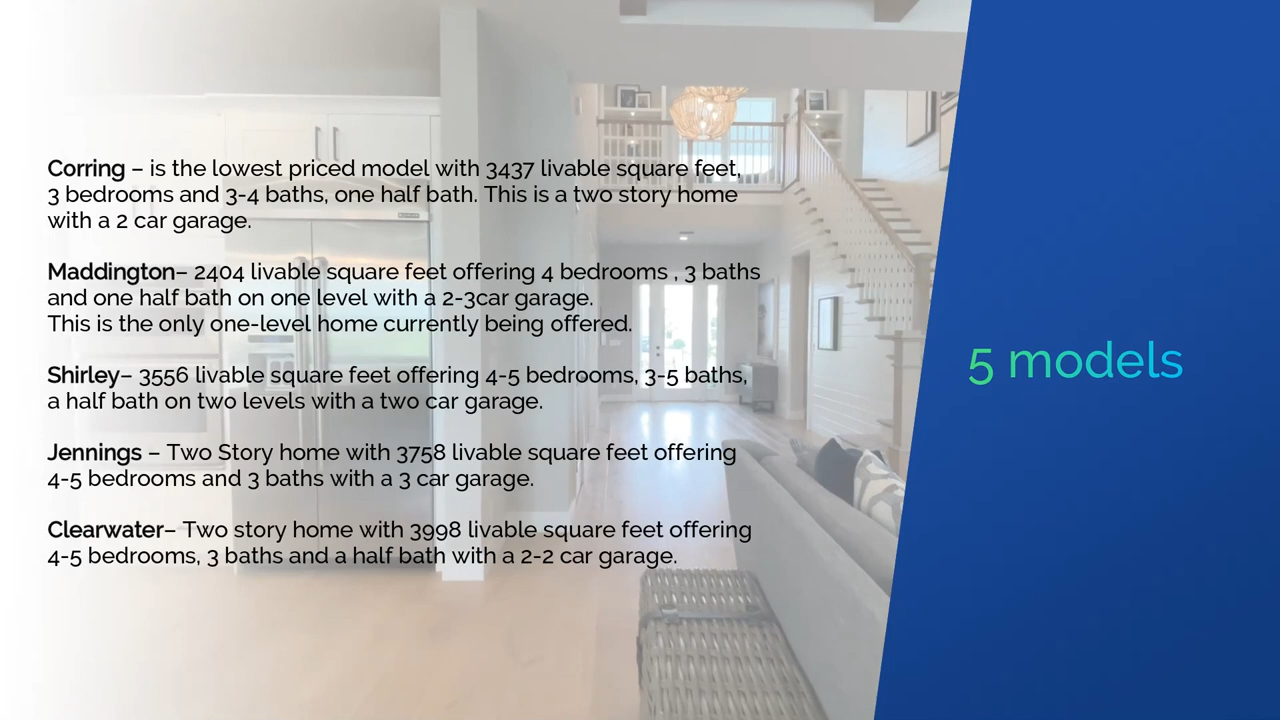 Corring – is the lowest priced model with 3437 livable square feet,
3 bedrooms and 3-4 baths, one half bath. This is a two story home
with a 2 car garage.
Maddington– 2404 livable square feet offering 4 bedrooms , 3 baths
and one half bath on one level with a 2-3car garage.
This is the only one-level home currently being offered.
Shirley– 3556 livable square feet offering 4-5 bedrooms, 3-5 baths,
a half bath on two levels with a two car garage.
Jennings – Two Story home with 3758 livable square feet offering
4-5 bedrooms and 3 baths with a 3 car garage.
Clearwater– Two story home with 3998 livable square feet offering
4-5 bedrooms, 3 baths and a half bath with a 2-2 car garage.
5 models